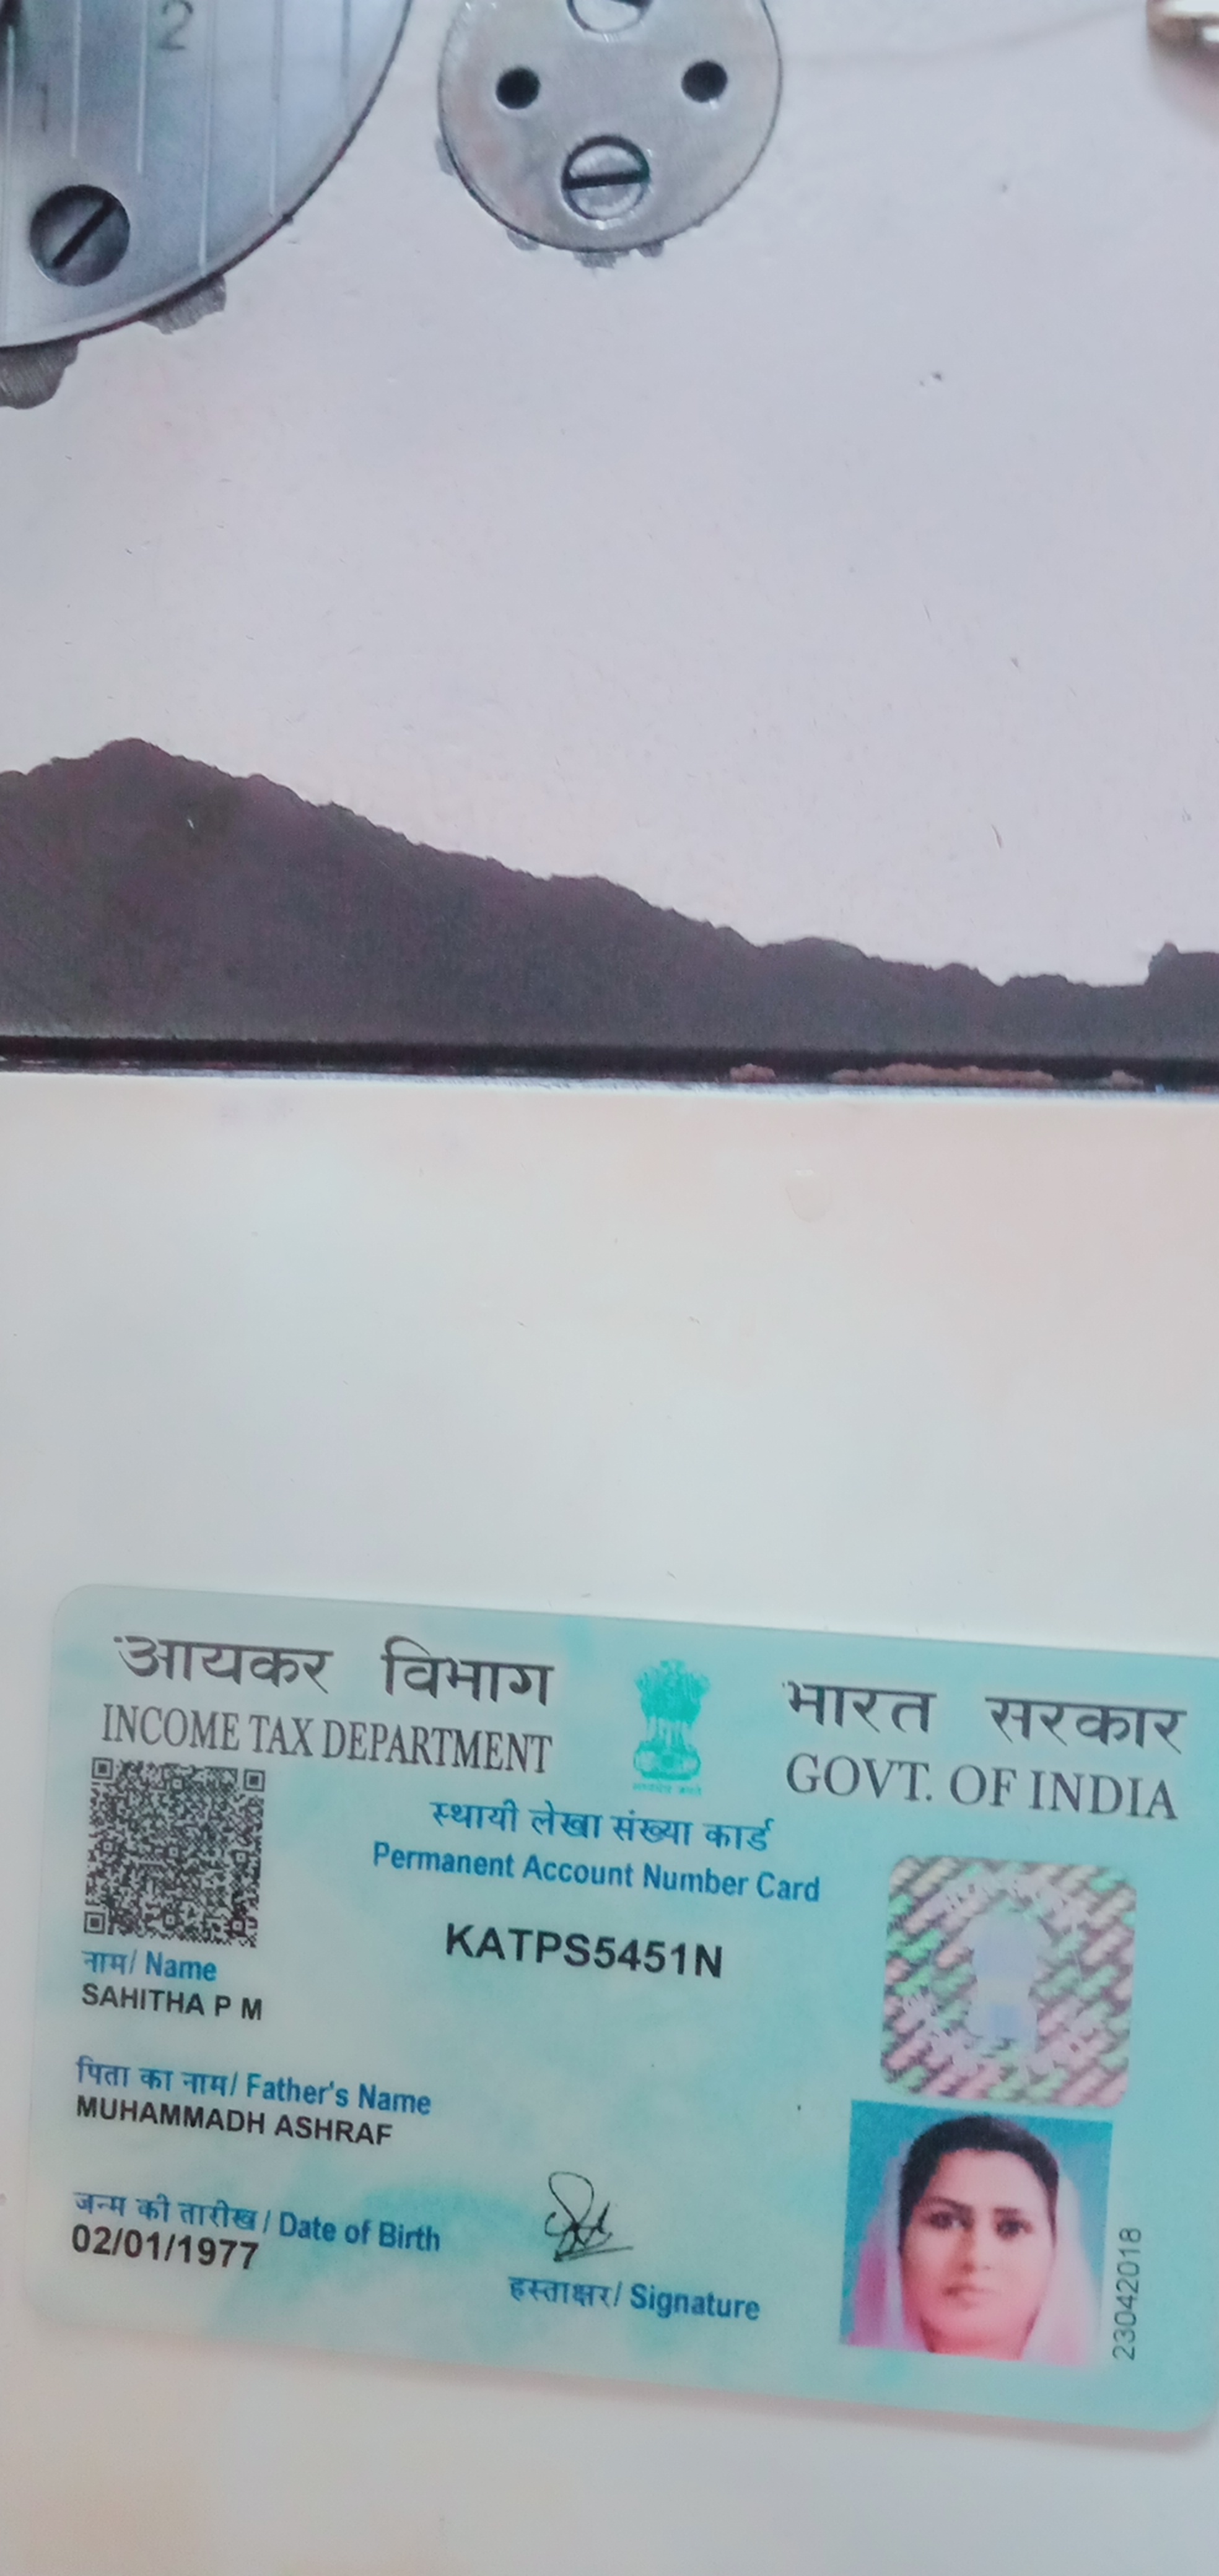 2
1
आयकर विभाग
INCOME TAX DEPARTMENT
भारत सरकार
GOVT. OF INDIA
स्थायी लेखा संख्या कार्ड
Permanent Account Number Card
KATPS5451N
नाम/ Name
SAHITHA P M
पिता का नाम/ Father's Name
MUHAMMADH ASHRAF
जन्म की तारीख / Date of Birth
02/01/1977
हस्ताक्षर/ Signature
23042018